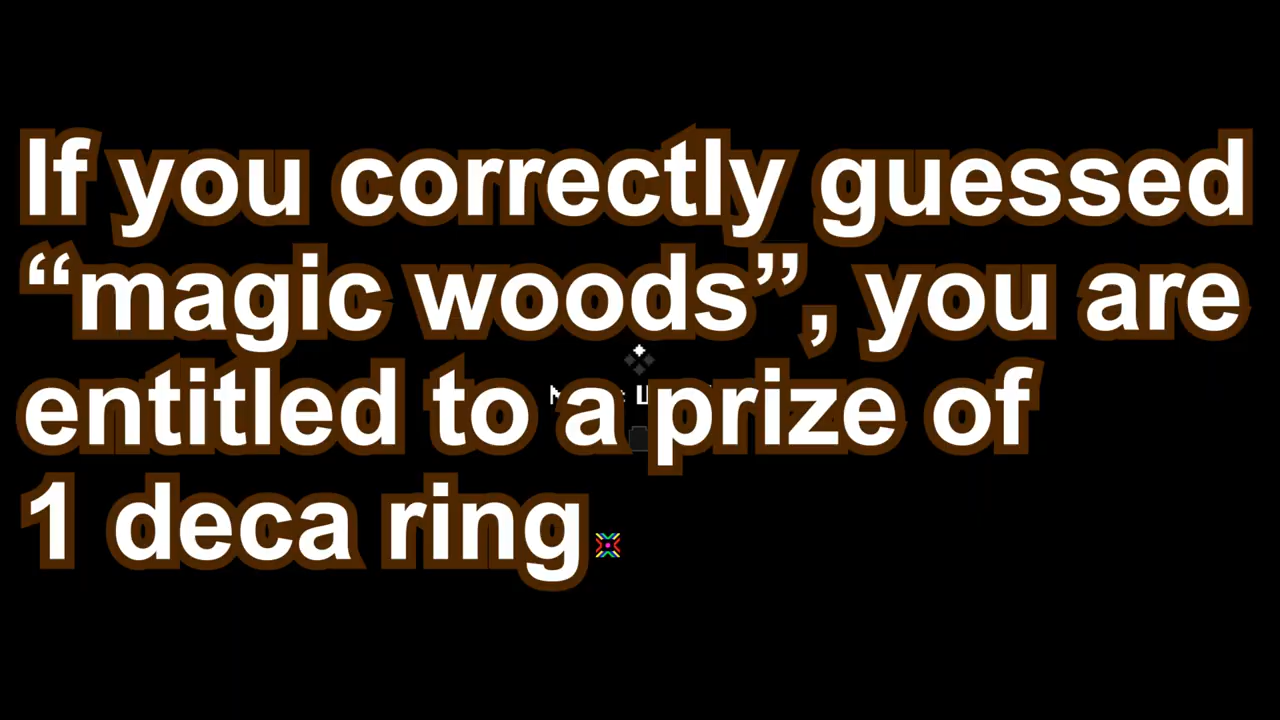 If you correctly guessed
“magic woods”, you are
entitled to a prize of
1 deca ring